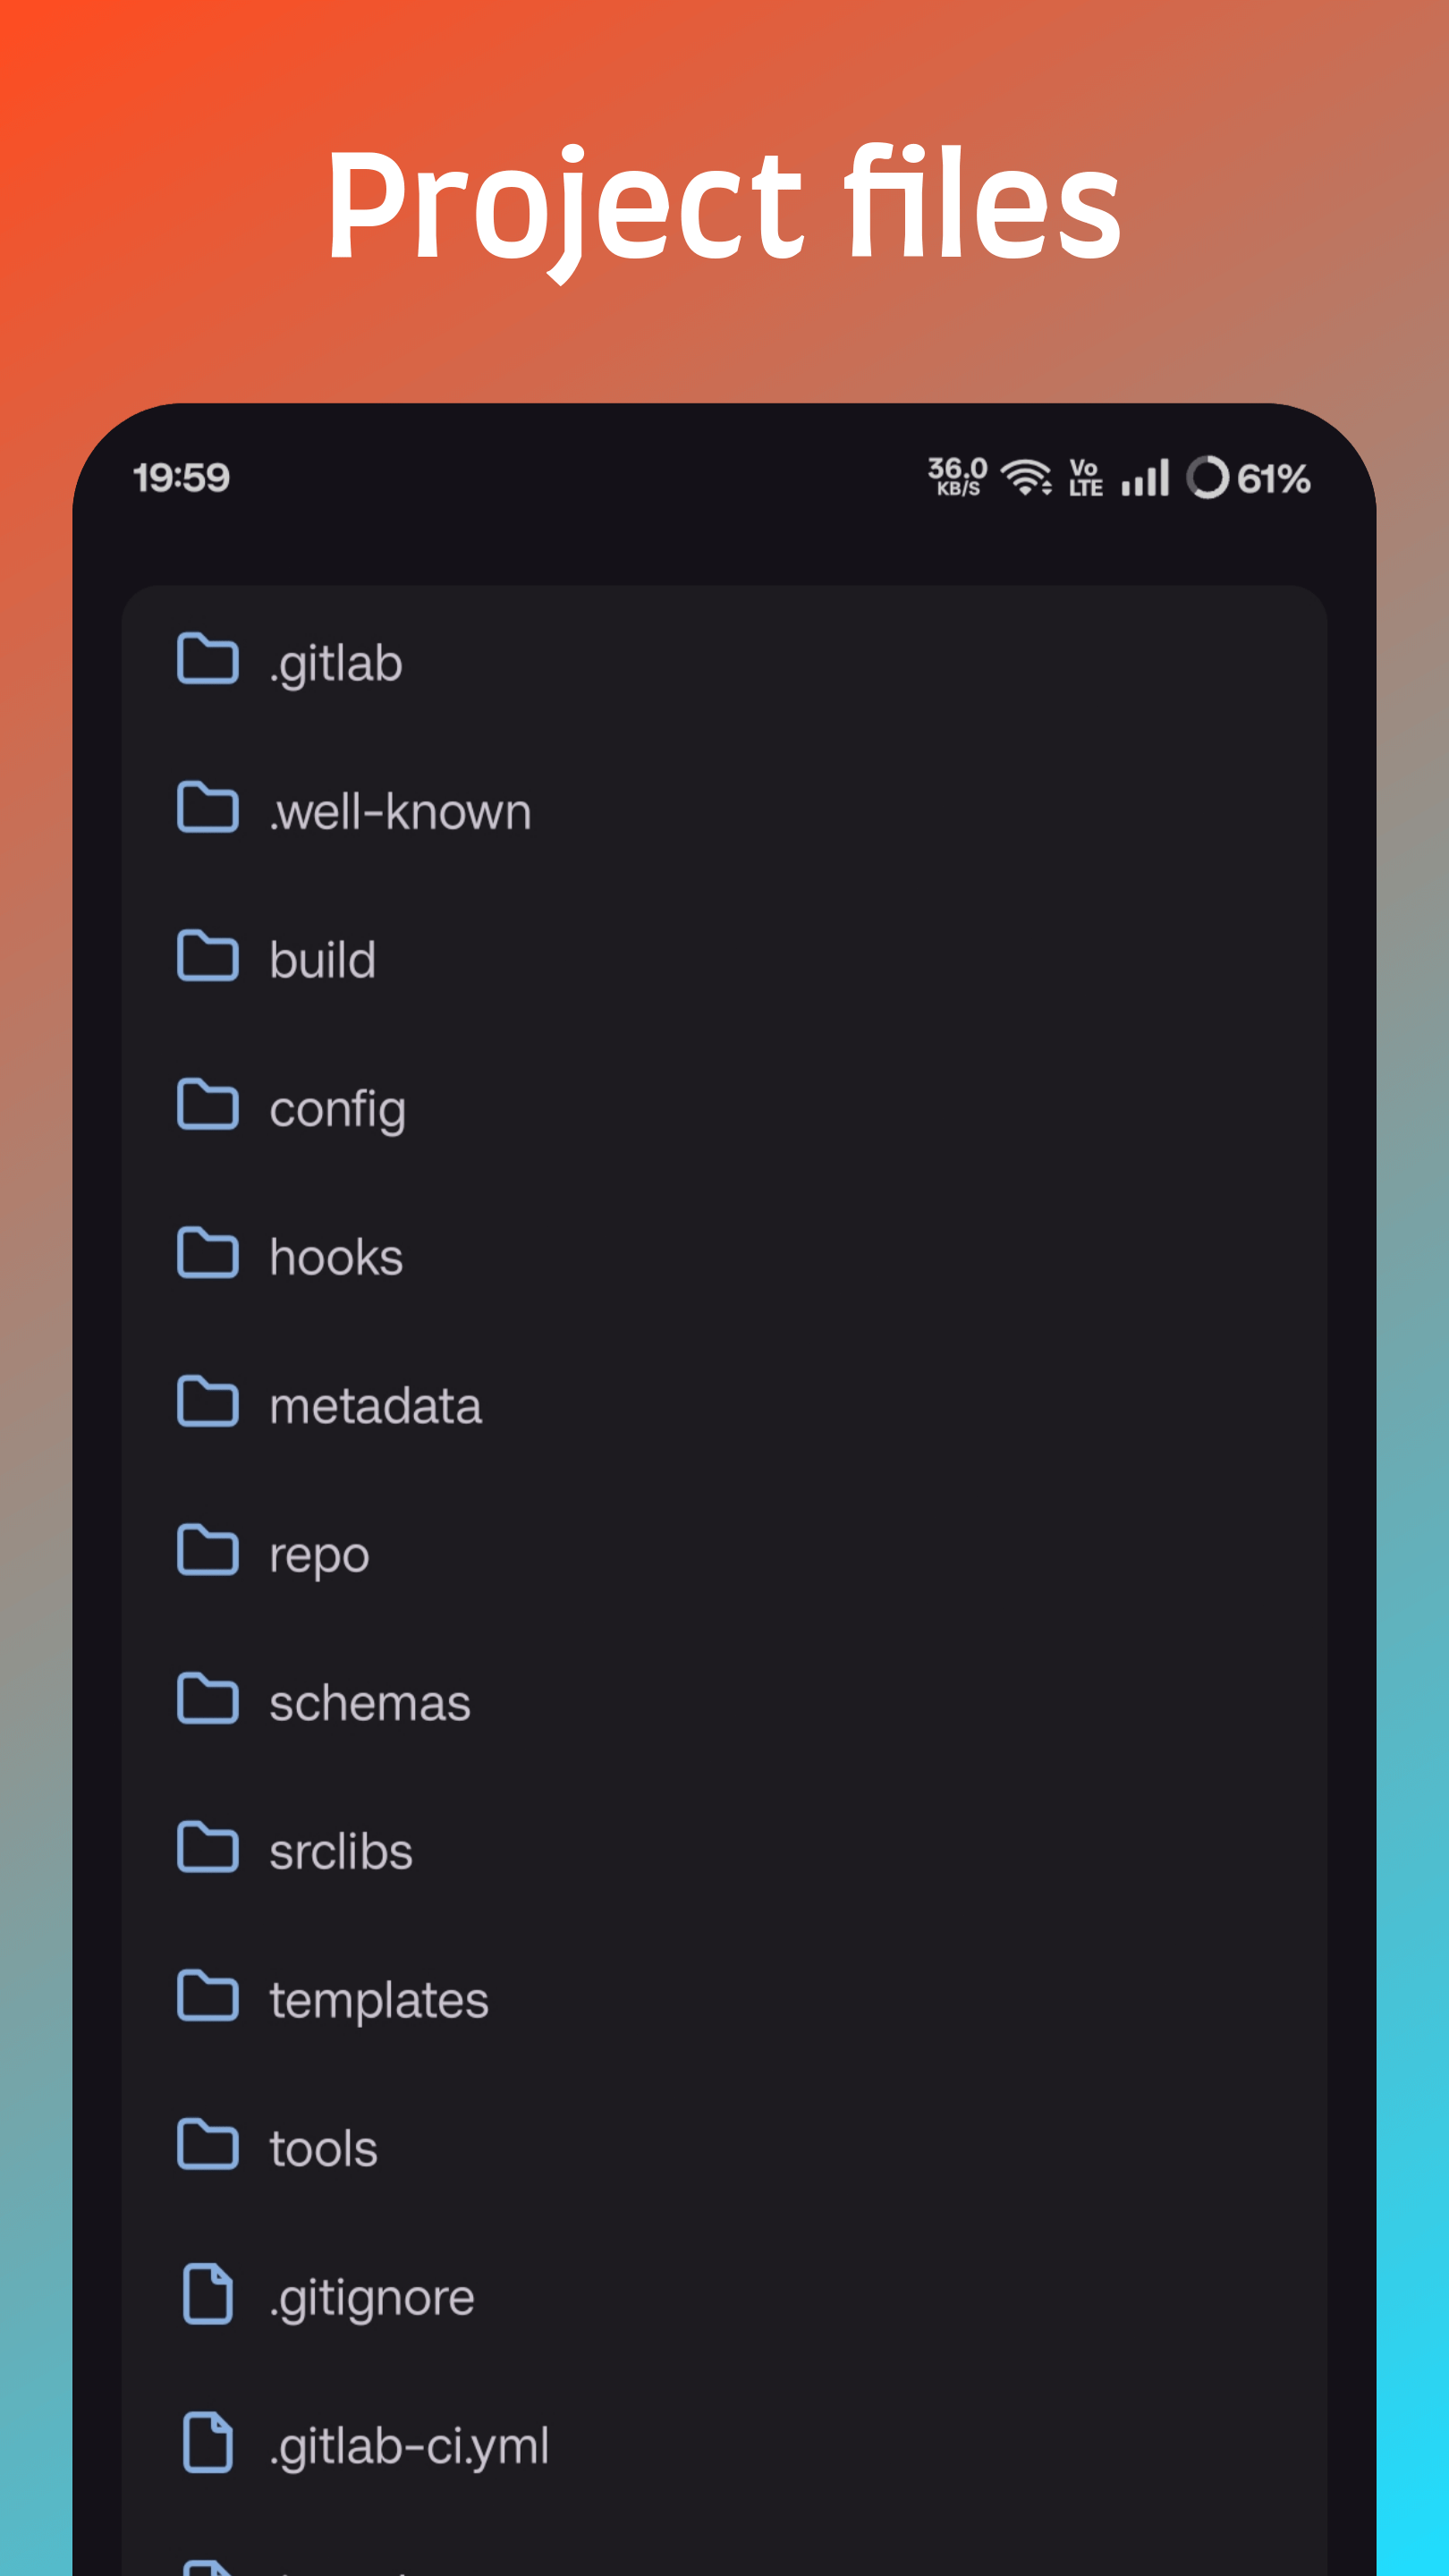 Project files
19:59
36.0
KB/S
Vo
LTE
61%
.gitlab
.well-known
build
config
hooks
metadata
repo
schemas
srclibs
templates
tools
.gitignore
.gitlab-ci.yml